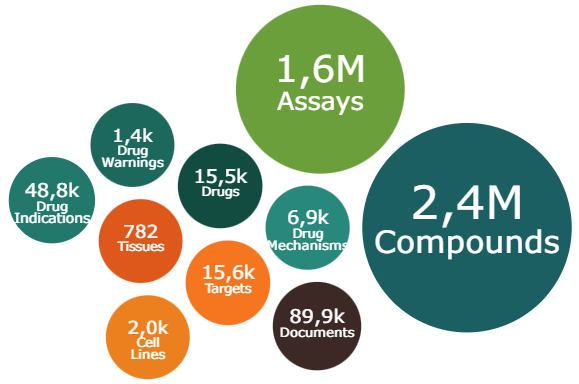 1,6M
Assays
1,4k
Drug
Warnings
15,5k
Drugs
48,8k
Drug
Indications
6,9k
Drug
Mechanisms
2,4M
Compounds
782
Tissues
15,6k
Targets
89,9k
Documents
2,0k
Cell
Lines